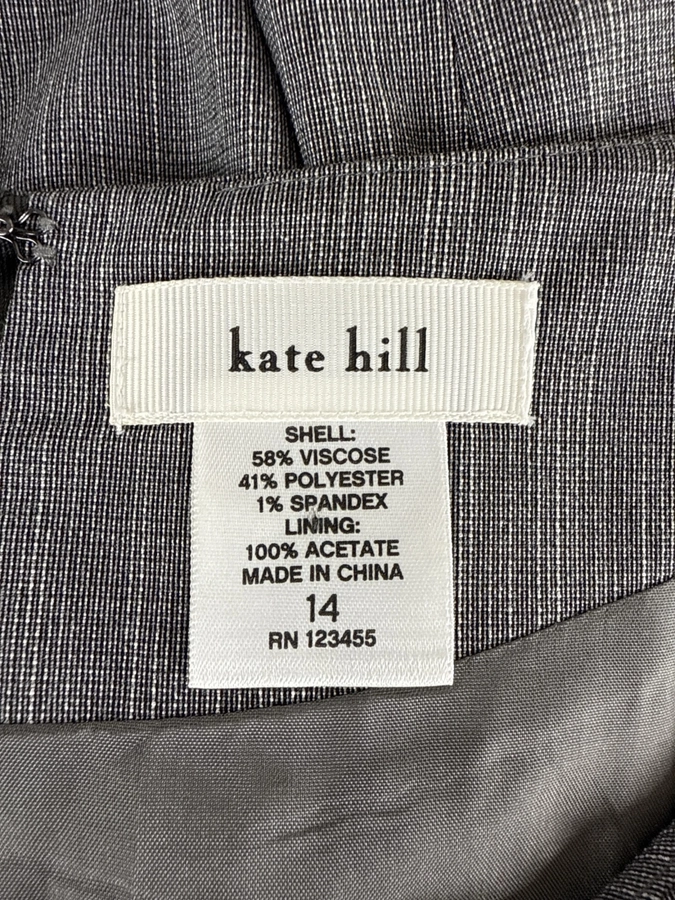 kate hill
SHELL:
58% VISCOSE
41% POLYESTER
1% SPANDEX
LINING:
100% ACETATE
MADE IN CHINA
14
RN 123455